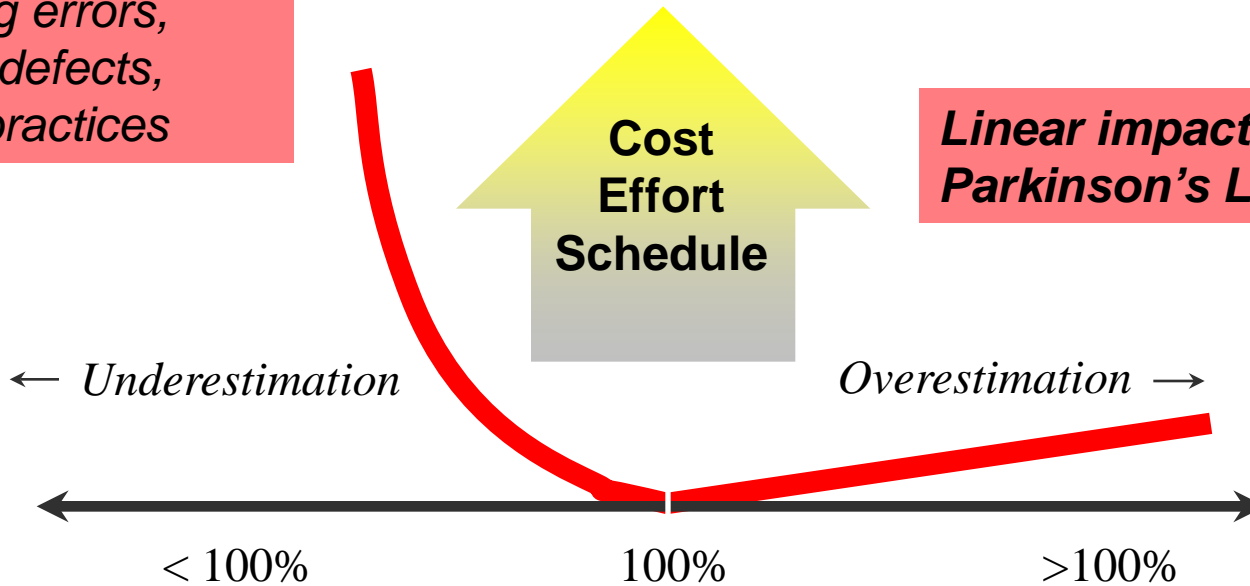 errors,
defects,
practices
Cost
Effort
Schedule
Linear impact
Parkinson's
← Underestimation
Overestimation →
< 100%
100%
>100%